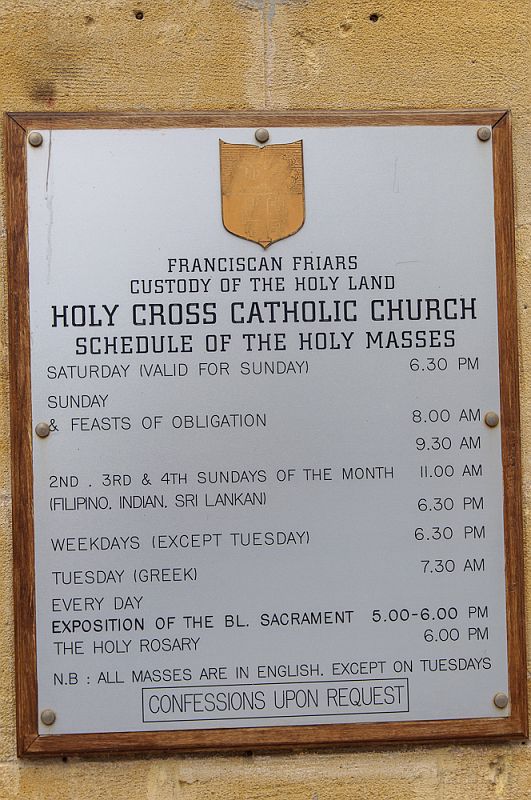 FRANCISCAN FRIARS
CUSTODY OF THE HOLY LAND
HOLY CROSS CATHOLIC CHURCH
SCHEDULE OF THE HOLY MASSES
SATURDAY (VALID FOR SUNDAY) 6.30 PM
SUNDAY
& FEASTS OF OBLIGATION 8.00 AM
9.30 AM
2ND . 3RD & 4TH SUNDAYS OF THE MONTH 11.00 AM
(FILIPINO, INDIAN, SRI LANKAN)
6.30 PM
WEEKDAYS (EXCEPT TUESDAY) 6.30 PM
TUESDAY (GREEK) 7.30 AM
EVERY DAY
EXPOSITION OF THE BL. SACRAMENT 5.00-6.00 PM
THE HOLY ROSARY 6.00 PM
N.B : ALL MASSES ARE IN ENGLISH, EXCEPT ON TUESDAYS
CONFESSIONS UPON REQUEST